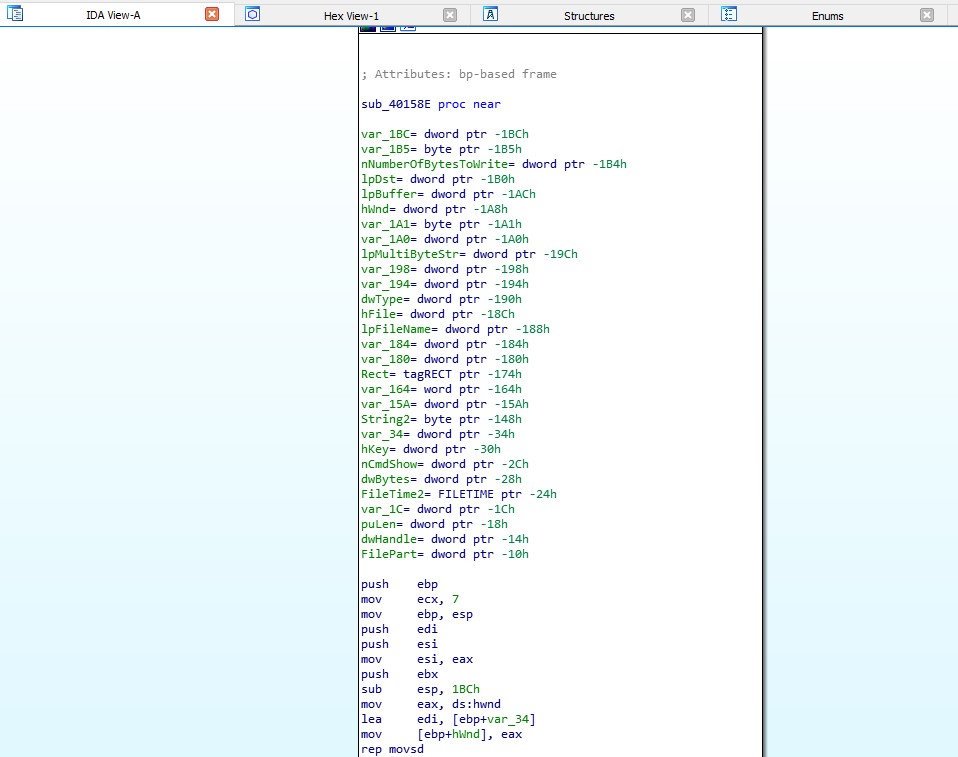 IDA View-A Hex View-1 Structures Enums
; Attributes: bp-based frame
sub_40158E proc near
var_1BC= dword ptr -1BCh
var_1B5= byte ptr -1B5h
nNumberOfBytesToWrite= dword ptr -1B4h
lpDst= dword ptr -1B0h
lpBuffer= dword ptr -1ACh
hWnd= dword ptr -1A8h
var_1A1= byte ptr -1A1h
var_1A0= dword ptr -1A0h
lpMultiByteStr= dword ptr -19Ch
var_198= dword ptr -198h
var_194= dword ptr -194h
dwType= dword ptr -190h
hFile= dword ptr -18Ch
lpFileName= dword ptr -188h
var_184= dword ptr -184h
var_180= dword ptr -180h
Rect= tagRECT ptr -174h
var_164= word ptr -164h
var_15A= dword ptr -15Ah
String2= byte ptr -148h
var_34= dword ptr -34h
hKey= dword ptr -30h
nCmdShow= dword ptr -2Ch
dwBytes= dword ptr -28h
FileTime2= FILETIME ptr -24h
var_1C= dword ptr -1Ch
puLen= dword ptr -18h
dwHandle= dword ptr -14h
FilePart= dword ptr -10h
push ebp
mov ecx, 7
mov ebp, esp
push edi
push esi
mov esi, eax
push ebx
sub esp, 1BCh
mov eax, ds:hwnd
lea edi, [ebp+var_34]
mov [ebp+hWnd], eax
rep movsd